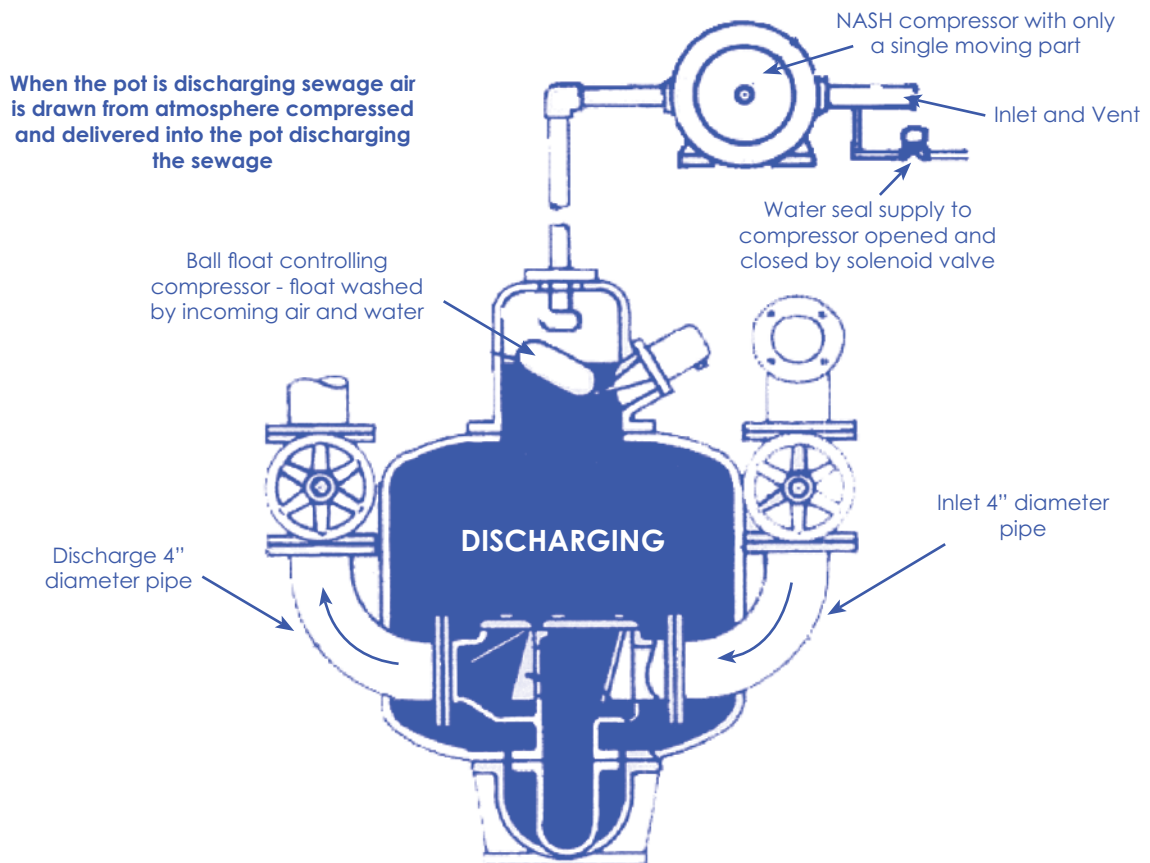 When the pot is discharging sewage air
is drawn from atmosphere compressed
and delivered into the pot discharging
the sewage
NASH compressor with only
a single moving part
Inlet and Vent
Water seal supply to
compressor opened and
closed by solenoid valve
Ball float controlling
compressor - float washed
by incoming air and water
DISCHARGING
Inlet 4” diameter
pipe
Discharge 4”
diameter pipe